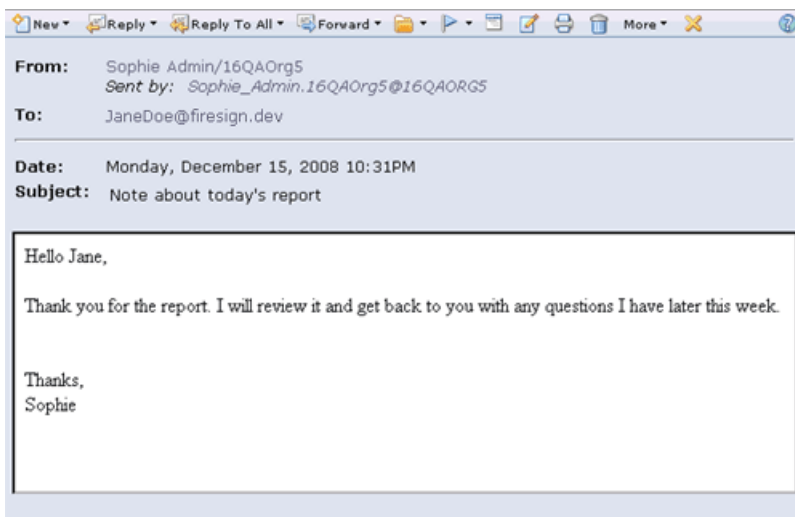 New Reply Reply To All Forward More
From: Sophie Admin/16QAOrg5
Sent by: Sophie_Admin.16QAOrg5@16QAORG5
To: JaneDoe@firesign.dev
Date: Monday, December 15, 2008 10:31PM
Subject: Note about today's report
Hello Jane,
Thank you for the report. I will review it and get back to you with any questions I have later this week.
Thanks,
Sophie